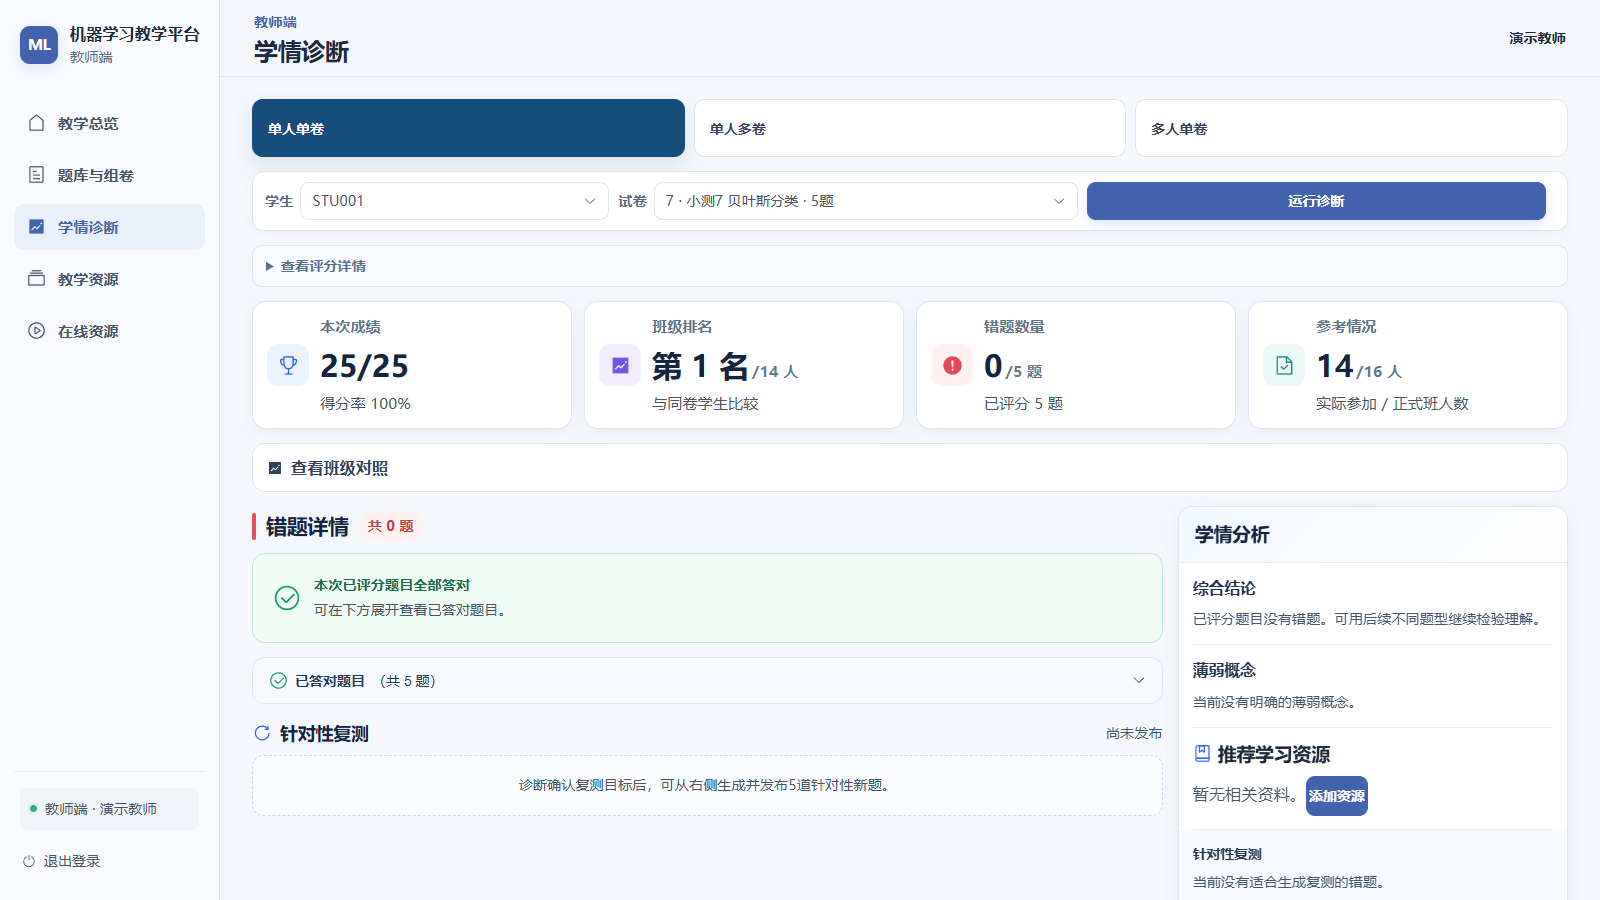 ML
机器学习教学平台
教师端
教学总览
题库与组卷
学情诊断
教学资源
在线资源
教师端 · 演示教师
退出登录
教师端
学情诊断
演示教师
单人单卷
单人多卷
多人单卷
学生
STU001
试卷
7 · 小测7 贝叶斯分类 · 5题
运行诊断
查看评分详情
本次成绩
25/25
得分率 100%
班级排名
第 1 名/14 人
与同卷学生比较
错题数量
0/5 题
已评分 5 题
参考情况
14/16 人
实际参加 / 正式班人数
查看班级对照
错题详情 共 0 题
本次已评分题目全部答对
可在下方展开查看已答对题目。
已答对题目 （共 5 题）
针对性复测
尚未发布
诊断确认复测目标后，可从右侧生成并发布5道针对性新题。
学情分析
综合结论
已评分题目没有错题。可用后续不同题型继续检验理解。
薄弱概念
当前没有明确的薄弱概念。
推荐学习资源
暂无相关资料。 添加资源
针对性复测
当前没有适合生成复测的错题。